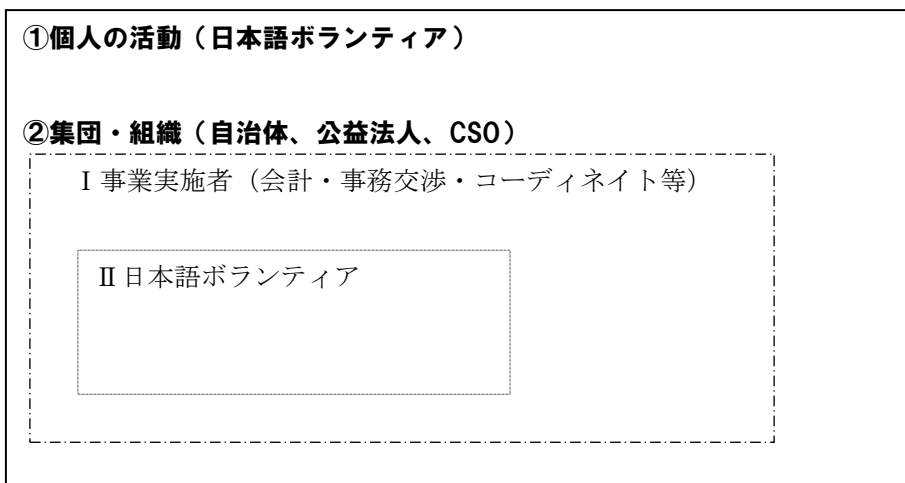 ①個人の活動（日本語ボランティア）
②集団・組織（自治体、公益法人、CSO）
Ⅰ事業実施者（会計・事務交渉・コーディネイト等）
Ⅱ日本語ボランティア